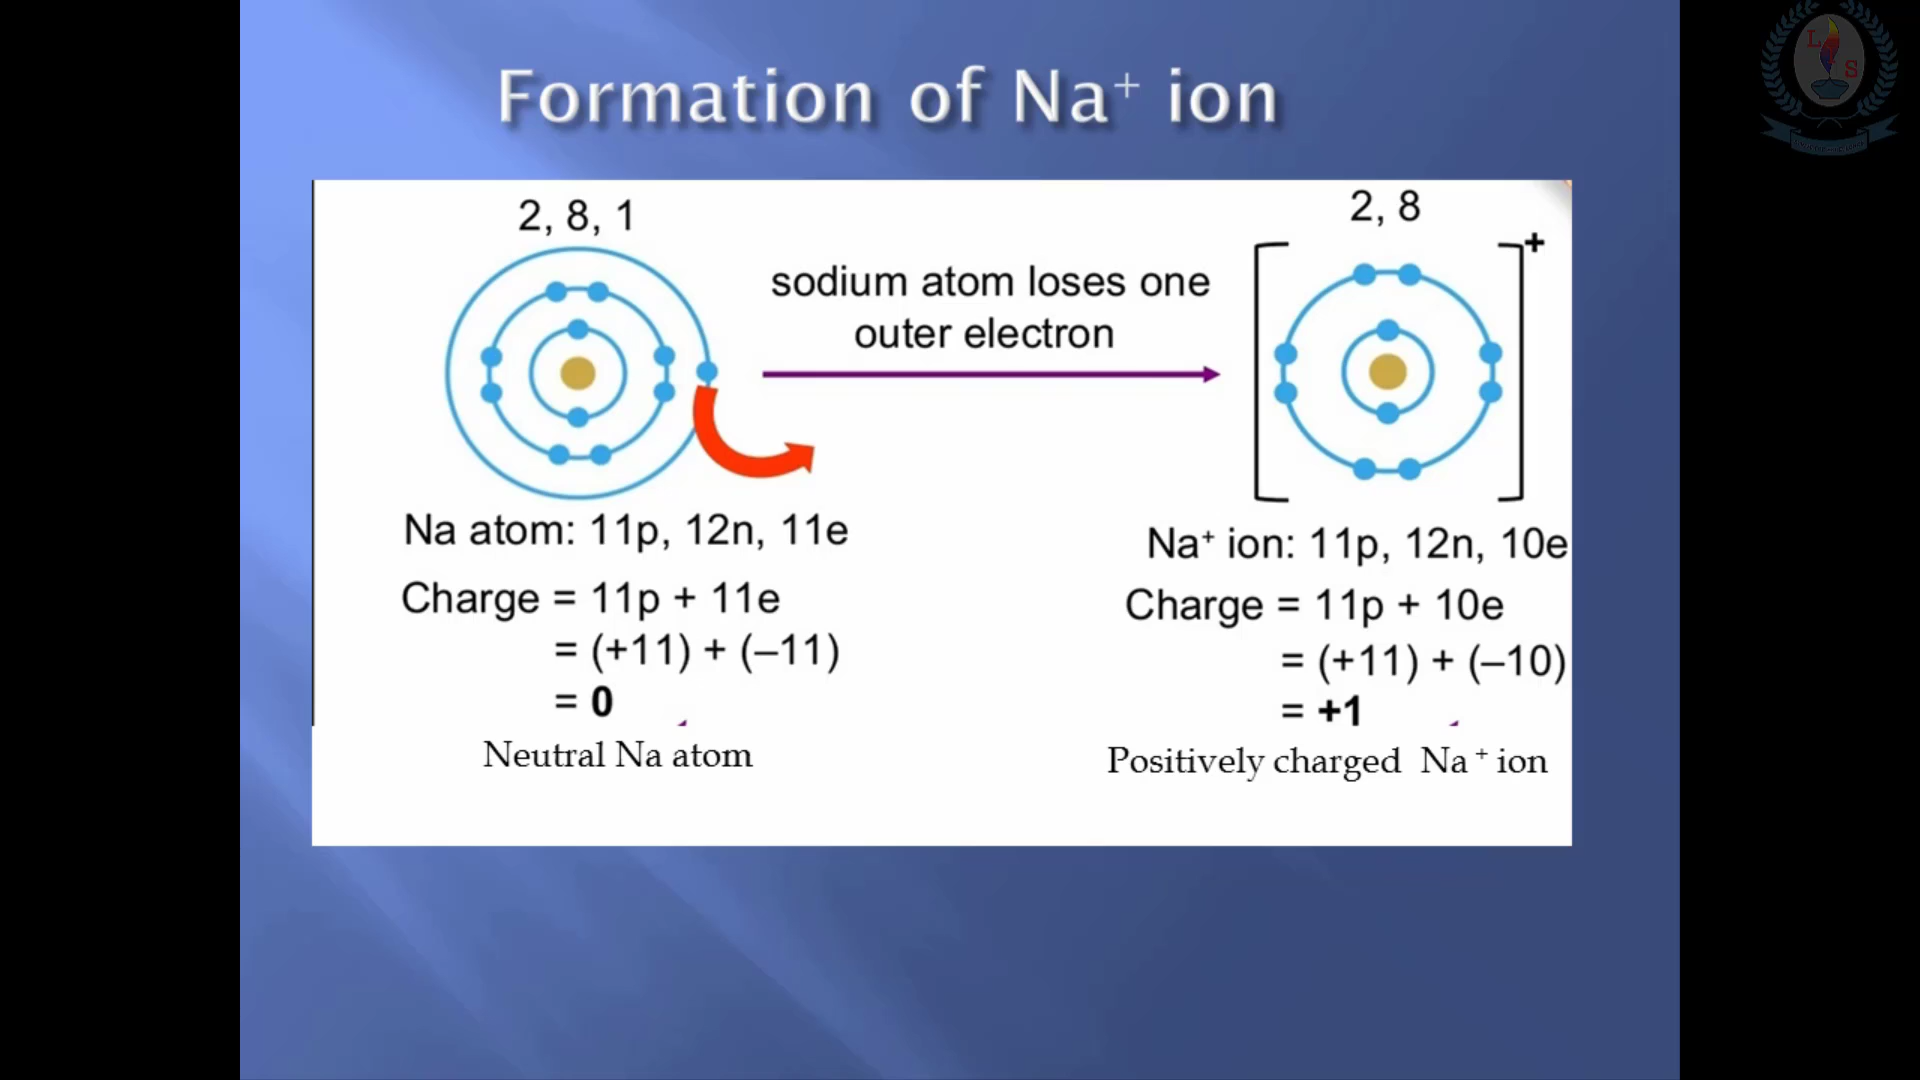 Formation of Na⁺ ion
2, 8, 1
2, 8
+
sodium atom loses one
outer electron
Na atom: 11p, 12n, 11e
Charge = 11p + 11e
= (+11) + (–11)
= 0
Neutral Na atom
Na⁺ ion: 11p, 12n, 10e
Charge = 11p + 10e
= (+11) + (–10)
= +1
Positively charged Na⁺ ion
L
S